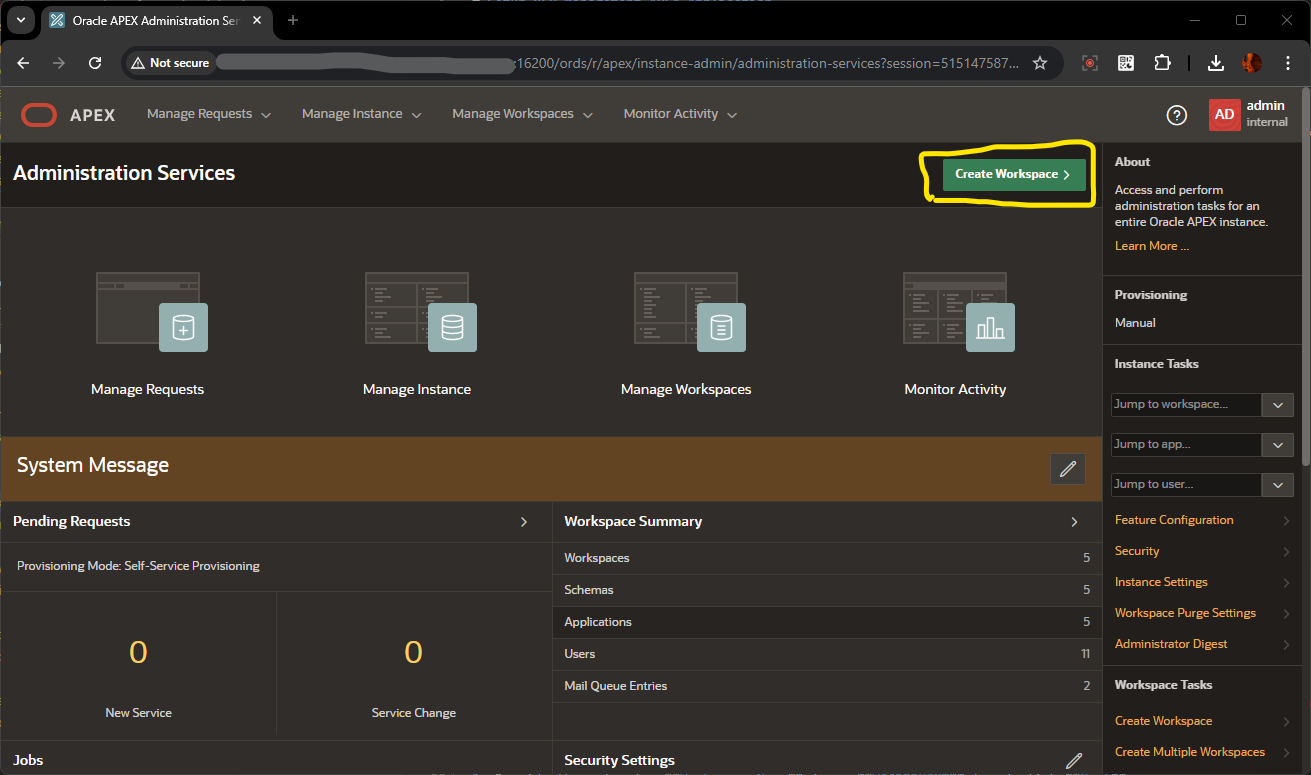 Oracle APEX Administration Ser
Not secure
:16200/ords/r/apex/instance-admin/administration-services?session=515147587...
APEX
Manage Requests
Manage Instance
Manage Workspaces
Monitor Activity
?
AD
admin
internal
Administration Services
Create Workspace
Manage Requests
Manage Instance
Manage Workspaces
Monitor Activity
System Message
Pending Requests
Provisioning Mode: Self-Service Provisioning
0
New Service
0
Service Change
Jobs
Workspace Summary
Workspaces 5
Schemas 5
Applications 5
Users 11
Mail Queue Entries 2
Security Settings
About
Access and perform
administration tasks for an
entire Oracle APEX instance.
Learn More ...
Provisioning
Manual
Instance Tasks
Jump to workspace...
Jump to app...
Jump to user...
Feature Configuration
Security
Instance Settings
Workspace Purge Settings
Administrator Digest
Workspace Tasks
Create Workspace
Create Multiple Workspaces